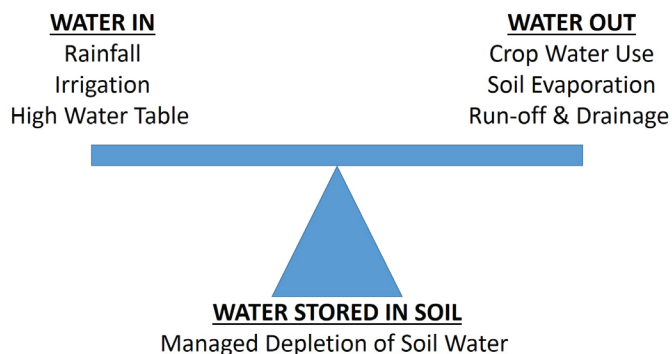 WATER IN
Rainfall
Irrigation
High Water Table
WATER OUT
Crop Water Use
Soil Evaporation
Run-off & Drainage
WATER STORED IN SOIL
Managed Depletion of Soil Water